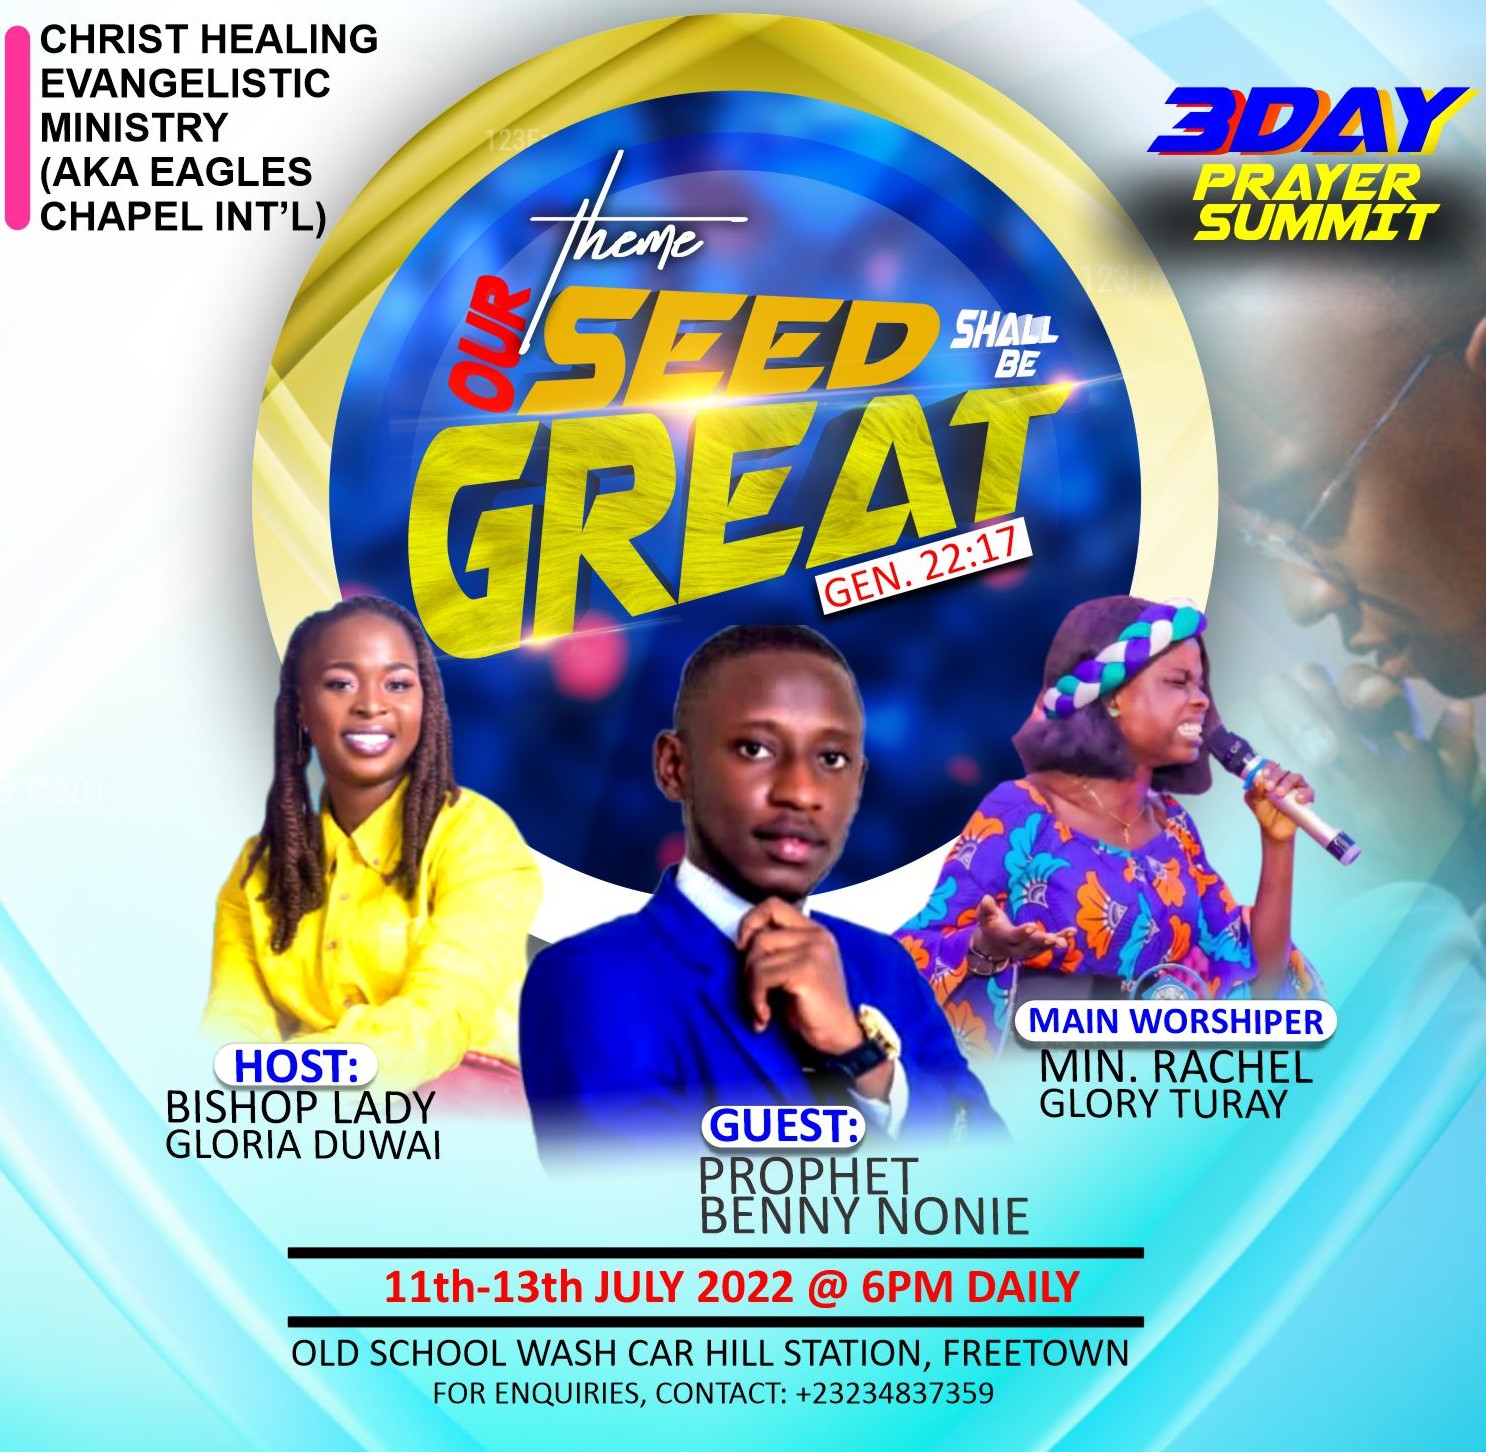 CHRIST HEALING
EVANGELISTIC
MINISTRY
(AKA EAGLES
CHAPEL INT'L)
3DAY
PRAYER
SUMMIT
Theme
OUR
SEED
SHALL
BE
GREAT
GEN. 22:17
HOST:
BISHOP LADY
GLORIA DUWAI
GUEST:
PROPHET
BENNY NONIE
MAIN WORSHIPER
MIN. RACHEL
GLORY TURAY
11th-13th JULY 2022 @ 6PM DAILY
OLD SCHOOL WASH CAR HILL STATION, FREETOWN
FOR ENQUIRIES, CONTACT: +23234837359